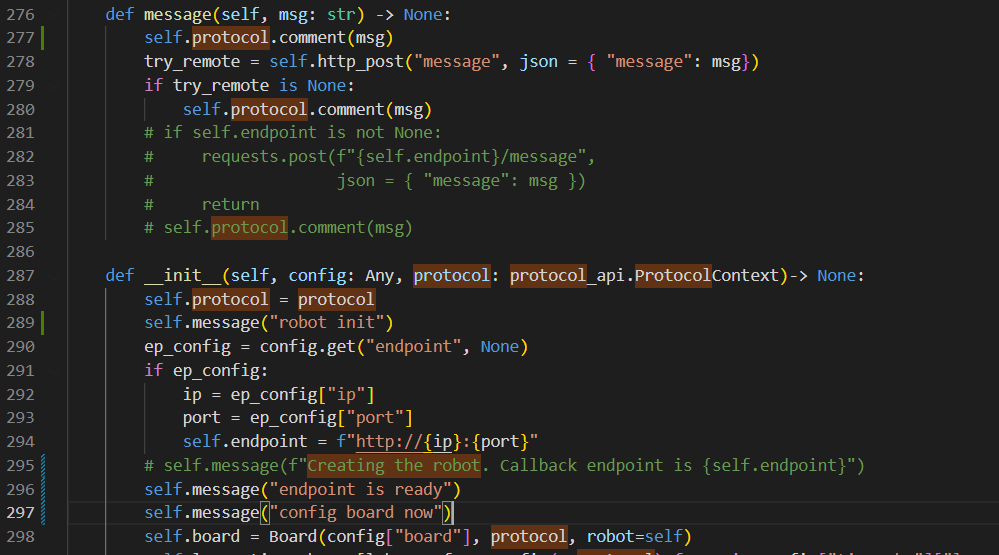 276 def message(self, msg: str) -> None:
277 self.protocol.comment(msg)
278 try_remote = self.http_post("message", json = { "message": msg})
279 if try_remote is None:
280 self.protocol.comment(msg)
281 # if self.endpoint is not None:
282 #     requests.post(f"{self.endpoint}/message",
283 #                   json = { "message": msg })
284 #     return
285 # self.protocol.comment(msg)
286
287 def __init__(self, config: Any, protocol: protocol_api.ProtocolContext)-> None:
288 self.protocol = protocol
289 self.message("robot init")
290 ep_config = config.get("endpoint", None)
291 if ep_config:
292 ip = ep_config["ip"]
293 port = ep_config["port"]
294 self.endpoint = f"http://{ip}:{port}"
295 # self.message(f"Creating the robot. Callback endpoint is {self.endpoint}")
296 self.message("endpoint is ready")
297 self.message("config board now")
298 self.board = Board(config["board"], protocol, robot=self)